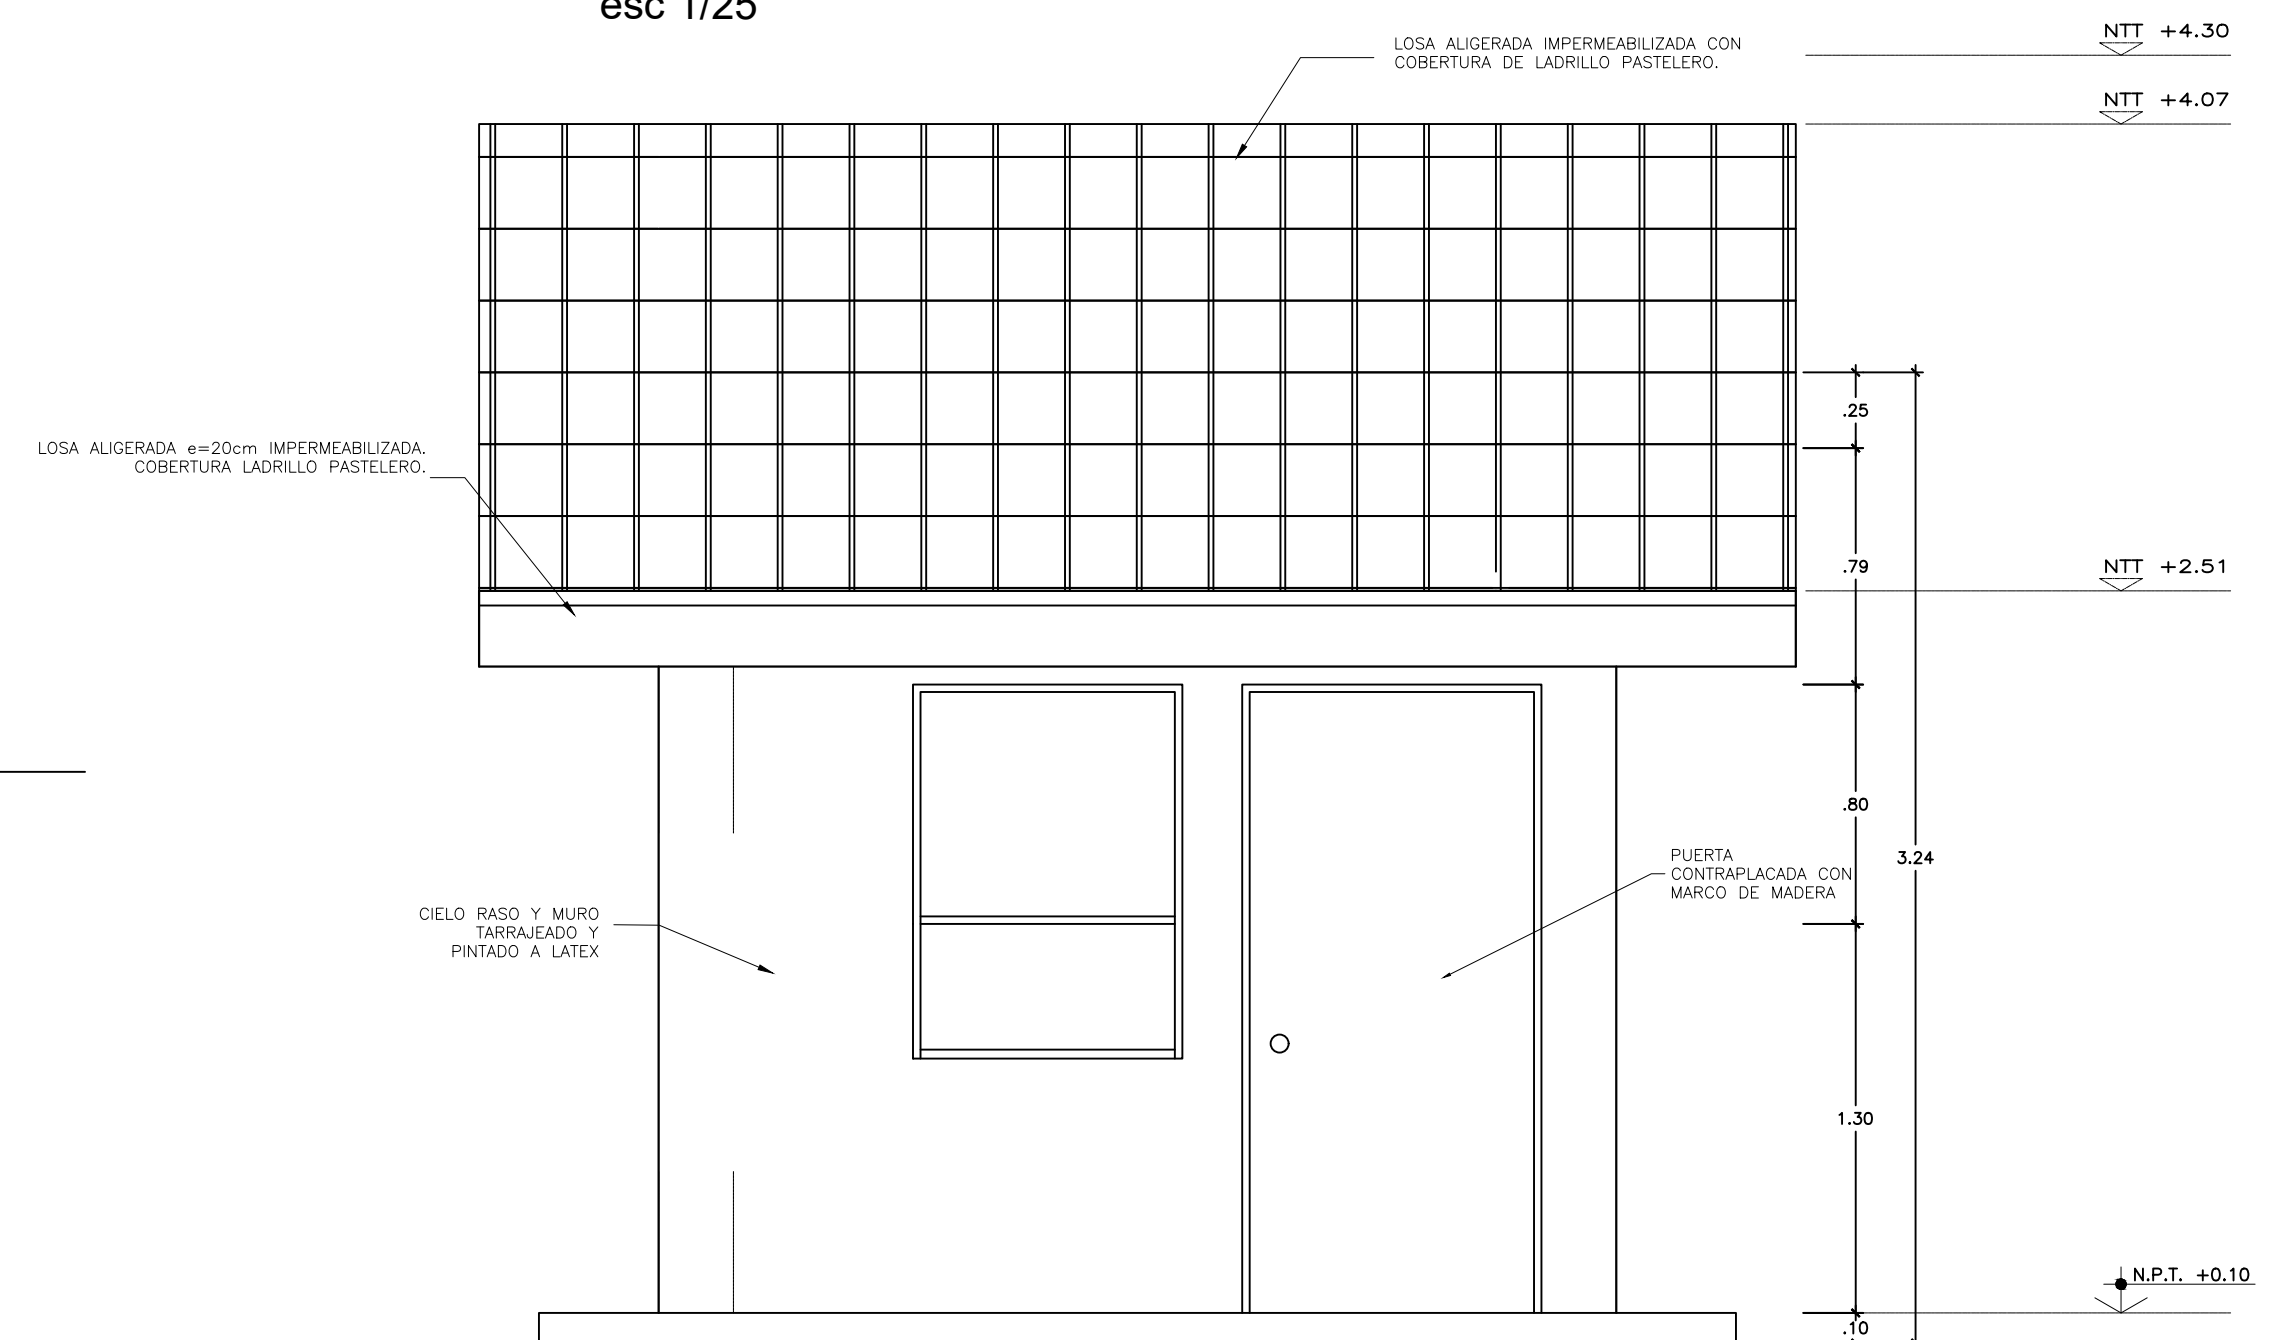 esc 1/25
LOSA ALIGERADA IMPERMEABILIZADA CON
COBERTURA DE LADRILLO PASTELERO.
NTT +4.30
NTT +4.07
.25
LOSA ALIGERADA e=20cm IMPERMEABILIZADA.
COBERTURA LADRILLO PASTELERO.
.79
NTT +2.51
.80
3.24
PUERTA
CONTRAPLACADA CON
MARCO DE MADERA
CIELO RASO Y MURO
TARRAJEADO Y
PINTADO A LATEX
1.30
N.P.T. +0.10
.10